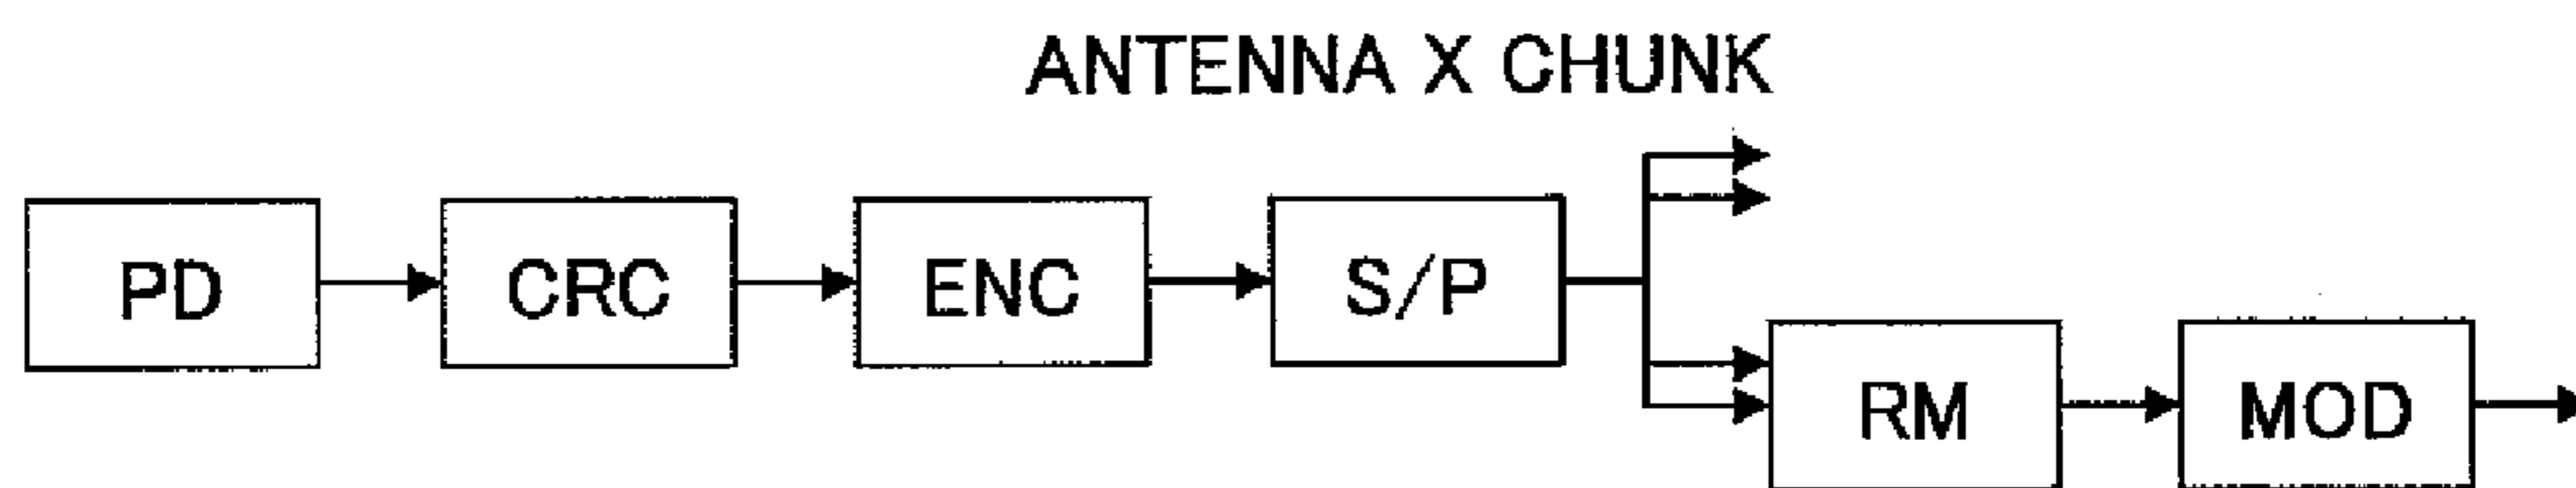 ANTENNA X CHUNK
PD
CRC
ENC
S/P
RM
MOD